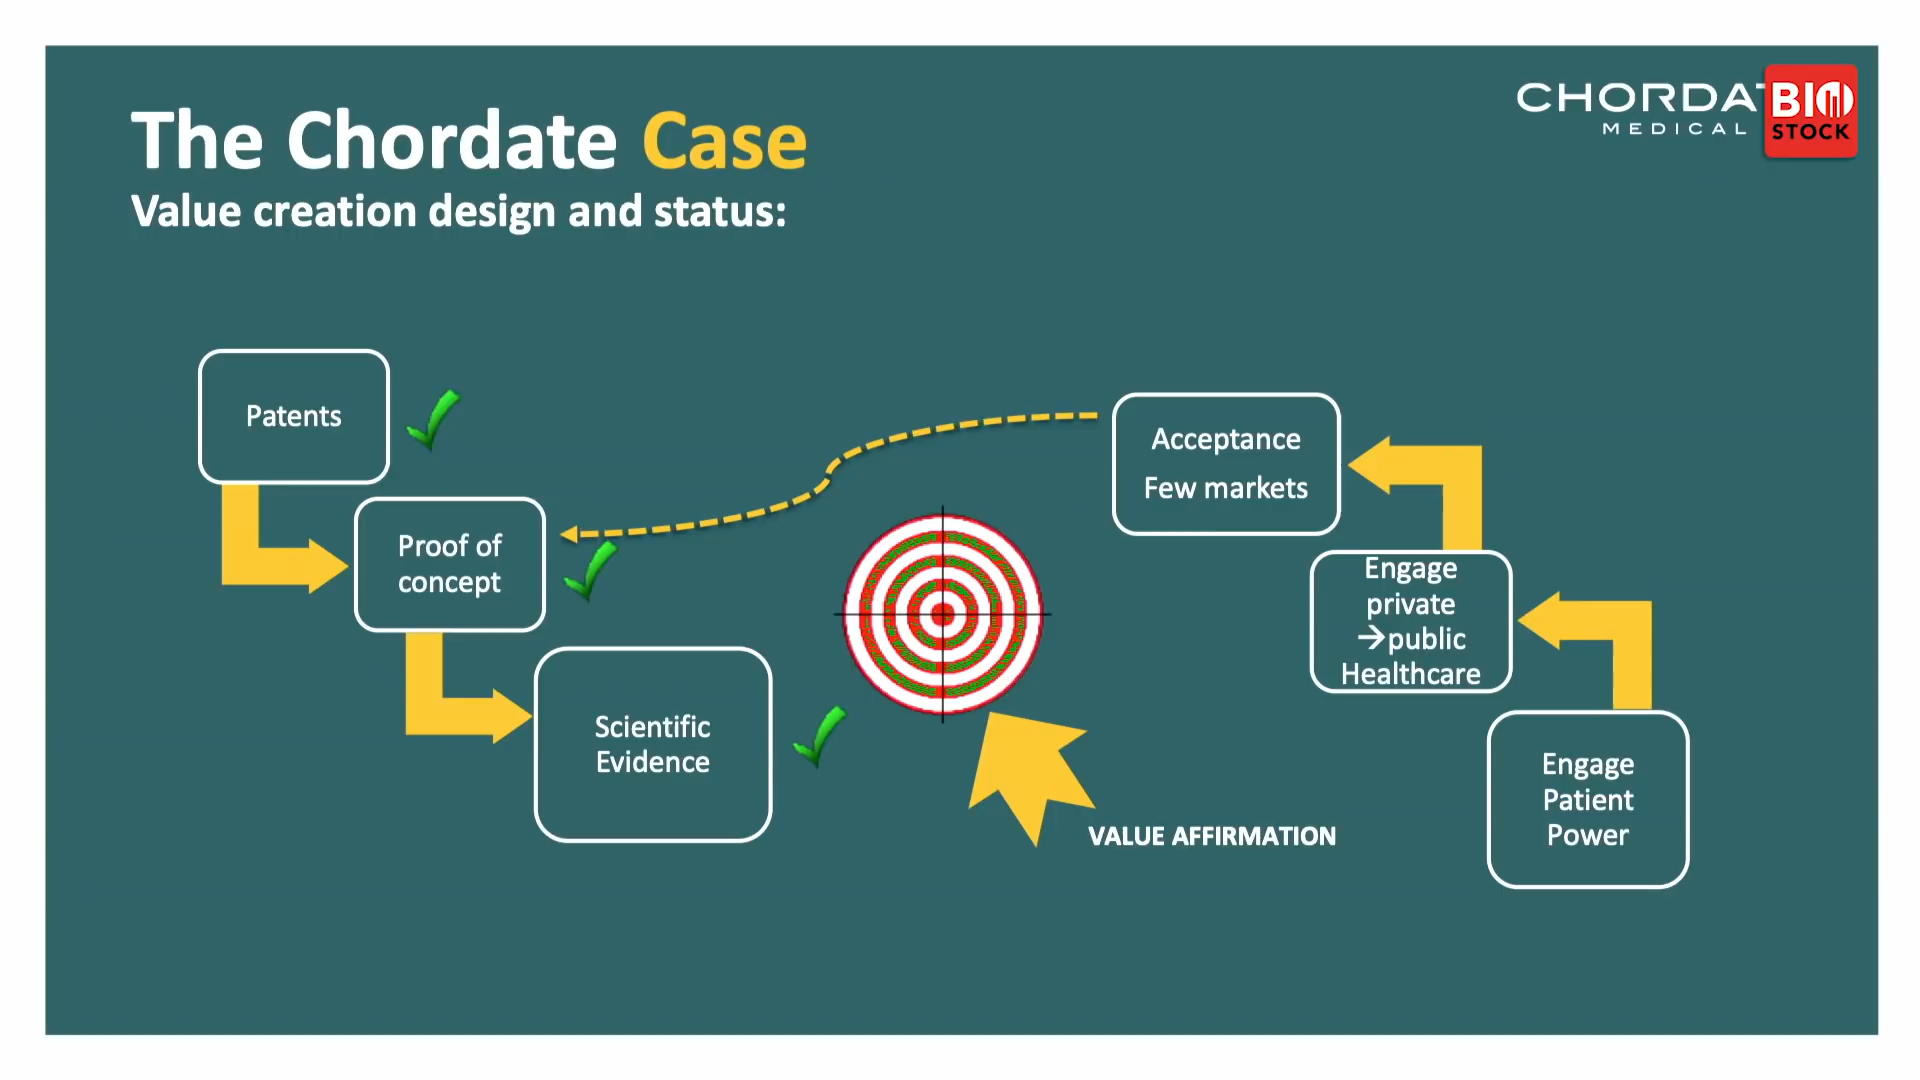 The Chordate Case
Value creation design and status:
CHORDAT
MEDICAL
BIO
STOCK
Patents
Proof of
concept
Scientific
Evidence
Acceptance
Few markets
Engage
private
→public
Healthcare
Engage
Patient
Power
VALUE AFFIRMATION